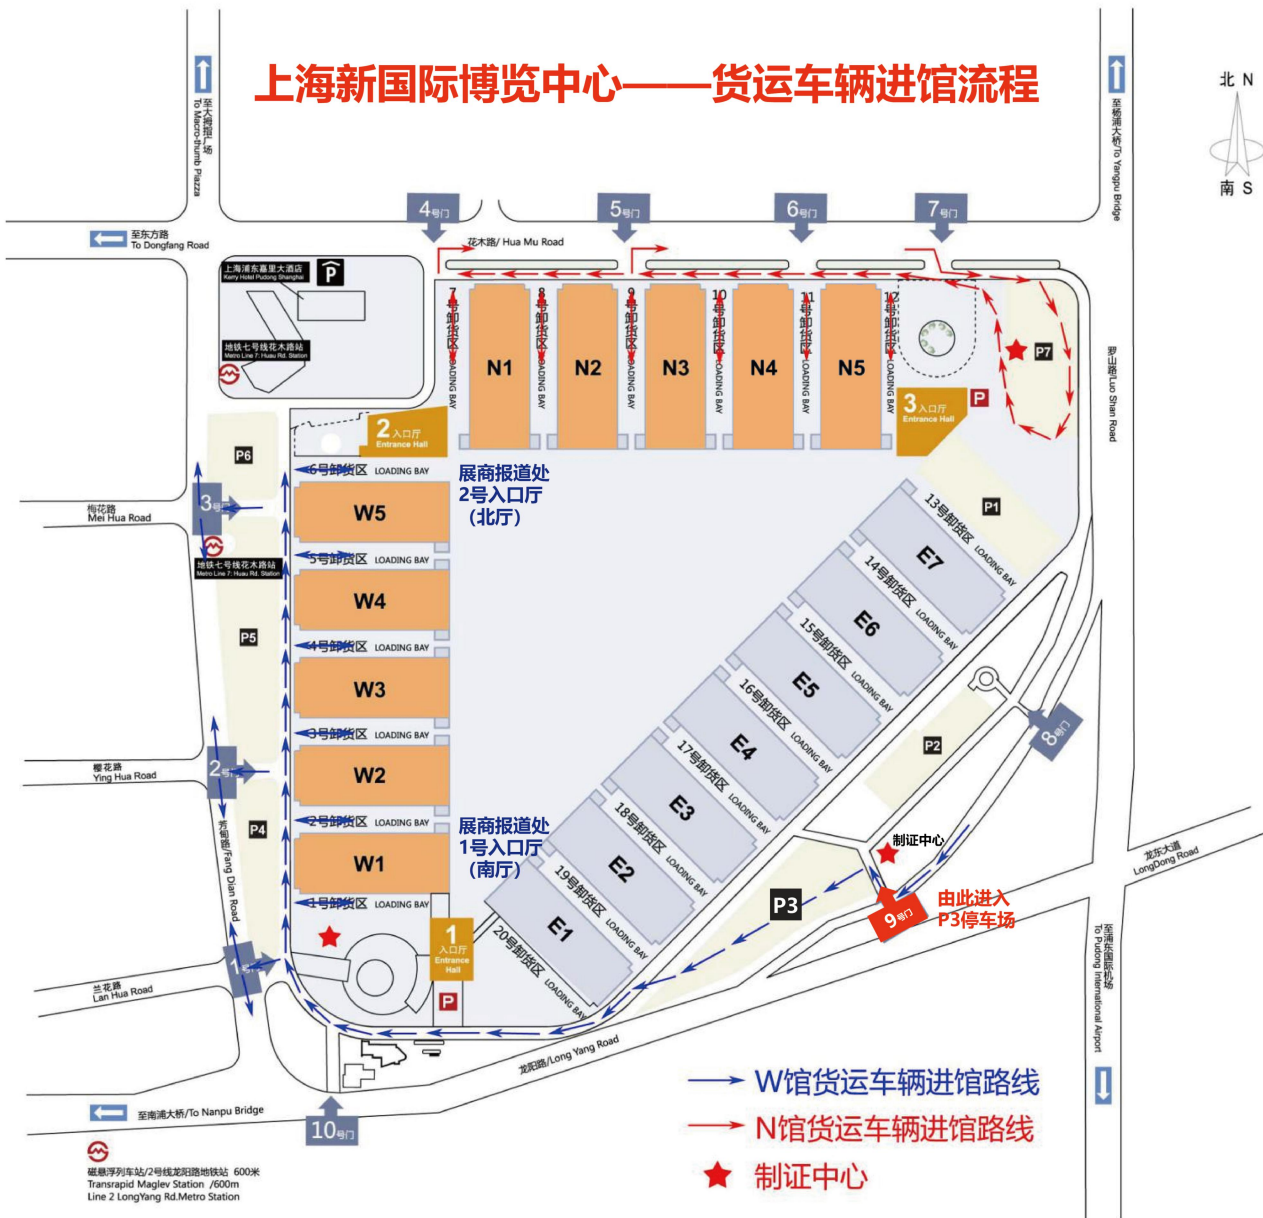 上海新国际博览中心——货运车辆进馆流程
北 N
南 S
至大拇指广场
To Macro-thumb Piazza
至杨浦大桥/To Yangpu Bridge
4号门
5号门
6号门
7号门
至东方路
To Dongfang Road
花木路/ Hua Mu Road
上海浦东嘉里大酒店
Kerry Hotel Pudong Shanghai
P
地铁七号线花木路站
Metro Line 7: Huau Rd. Station
7号卸货区 LOADING BAY
N1
8号卸货区 LOADING BAY
N2
9号卸货区 LOADING BAY
N3
10号卸货区 LOADING BAY
N4
11号卸货区 LOADING BAY
N5
12号卸货区 LOADING BAY
P7
罗山路/Luo Shan Road
3入口厅
Entrance Hall
P
2入口厅
Entrance Hall
P6
6号卸货区 LOADING BAY
展商报道处
2号入口厅
（北厅）
3号门
梅花路
Mei Hua Road
W5
P1
地铁七号线花木路站
Metro Line 7: Huau Rd. Station
5号卸货区 LOADING BAY
W4
13号卸货区 LOADING BAY
E7
14号卸货区 LOADING BAY
E6
P5
4号卸货区 LOADING BAY
W3
15号卸货区 LOADING BAY
E5
16号卸货区 LOADING BAY
E4
3号卸货区 LOADING BAY
8号门
P2
17号卸货区 LOADING BAY
E3
樱花路
Ying Hua Road
2号门
W2
18号卸货区 LOADING BAY
E2
P4
芳甸路/Fang Dian Road
2号卸货区 LOADING BAY
展商报道处
1号入口厅
（南厅）
制证中心
龙东大道
LongDong Road
W1
19号卸货区 LOADING BAY
E1
P3
9号门
由此进入
P3停车场
1号卸货区 LOADING BAY
20号卸货区 LOADING BAY
1
入口厅
Entrance
Hall
P
1号门
兰花路
Lan Hua Road
至浦东国际机场
To Pudong International Airport
龙阳路/Long Yang Road
至南浦大桥/To Nanpu Bridge
10号门
W馆货运车辆进馆路线
N馆货运车辆进馆路线
制证中心
磁悬浮列车站/2号线龙阳路地铁站 600米
Transrapid Maglev Station /600m
Line 2 LongYang Rd.Metro Station